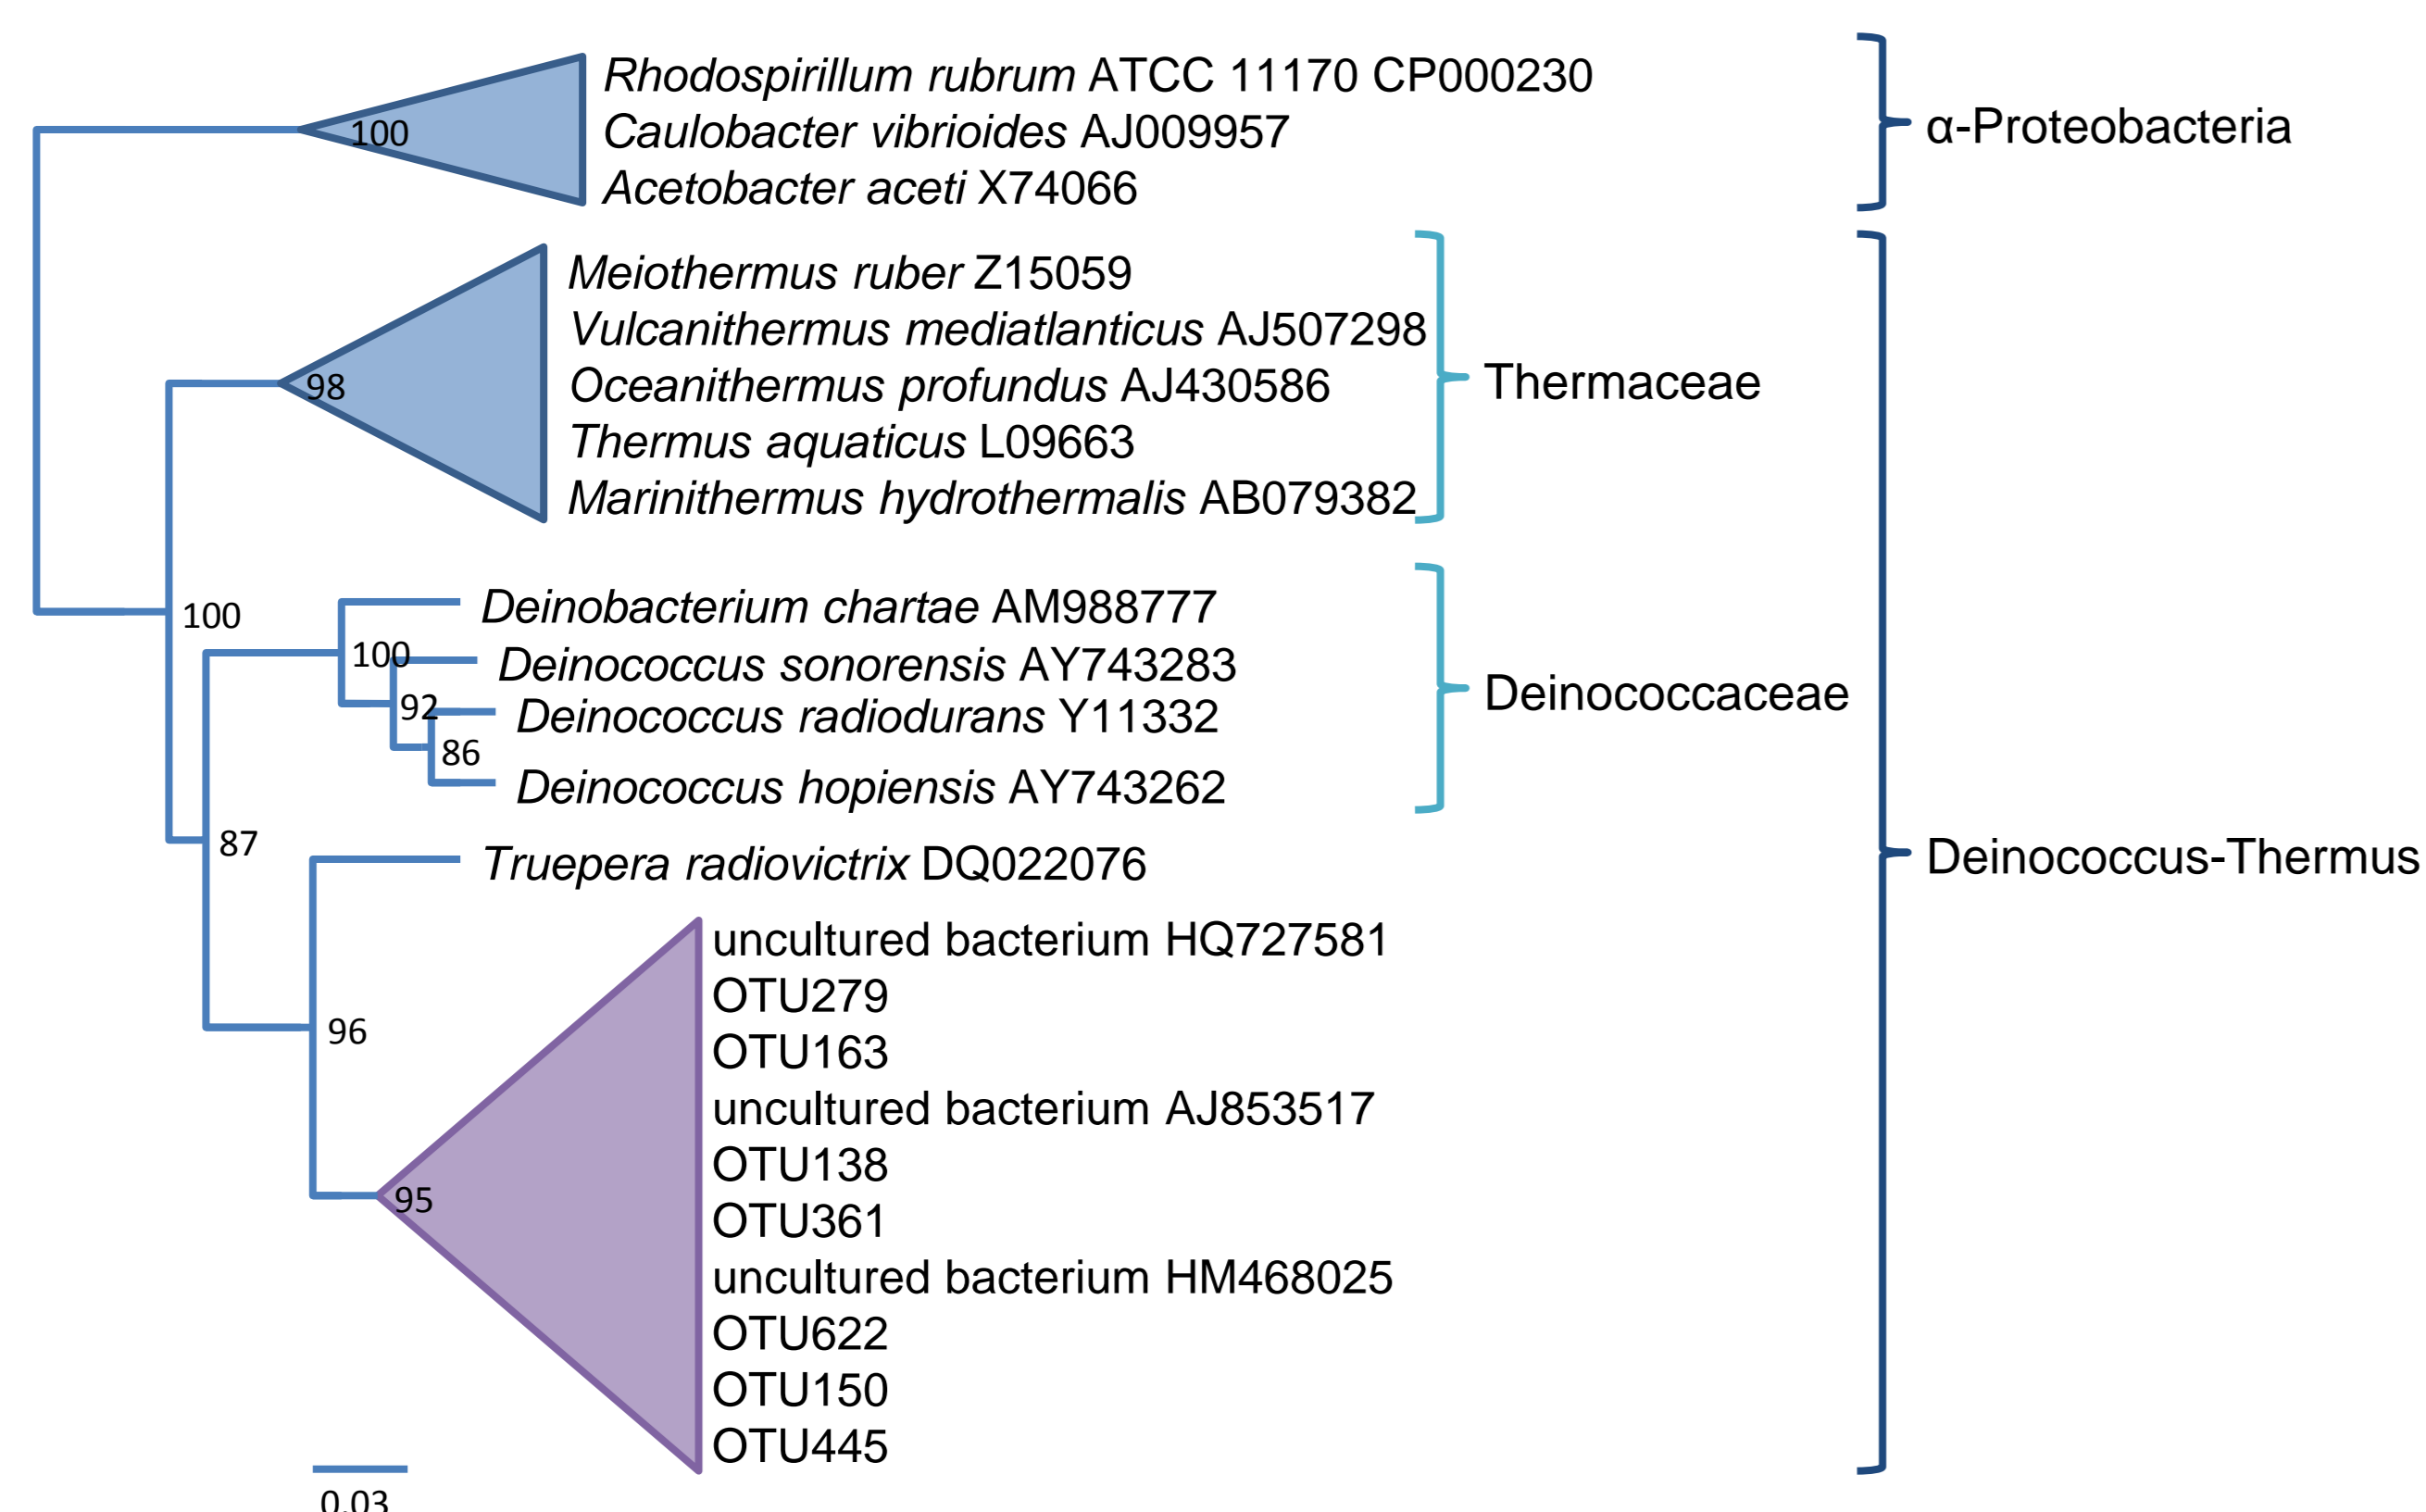 Rhodospirillum rubrum ATCC 11170 CP000230
Caulobacter vibrioides AJ009957
Acetobacter aceti X74066
100
α-Proteobacteria
Meiothermus ruber Z15059
Vulcanithermus mediatlanticus AJ507298
Oceanithermus profundus AJ430586
Thermus aquaticus L09663
Marinithermus hydrothermalis AB079382
98
Thermaceae
100
Deinobacterium chartae AM988777
100
Deinococcus sonorensis AY743283
92
Deinococcus radiodurans Y11332
86
Deinococcus hopiensis AY743262
Deinococcaceae
87
Truepera radiovictrix DQ022076
Deinococcus-Thermus
96
uncultured bacterium HQ727581
OTU279
OTU163
uncultured bacterium AJ853517
OTU138
95
OTU361
uncultured bacterium HM468025
OTU622
OTU150
OTU445
0.03